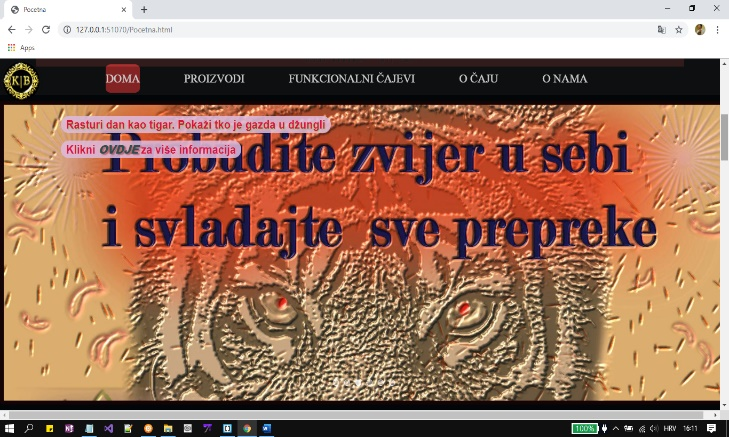 Pocetna
127.0.0.1:51070/Pocetna.html
Apps
K|B
DOMA PROIZVODI FUNKCIONALNI ČAJEVI O ČAJU O NAMA
Rasturi dan kao tigar. Pokaži tko je gazda u džungli
Klikni OVDJE za više informacija
Probudite zvijer u sebi
i svladajte sve prepreke
100% HRV 16:11